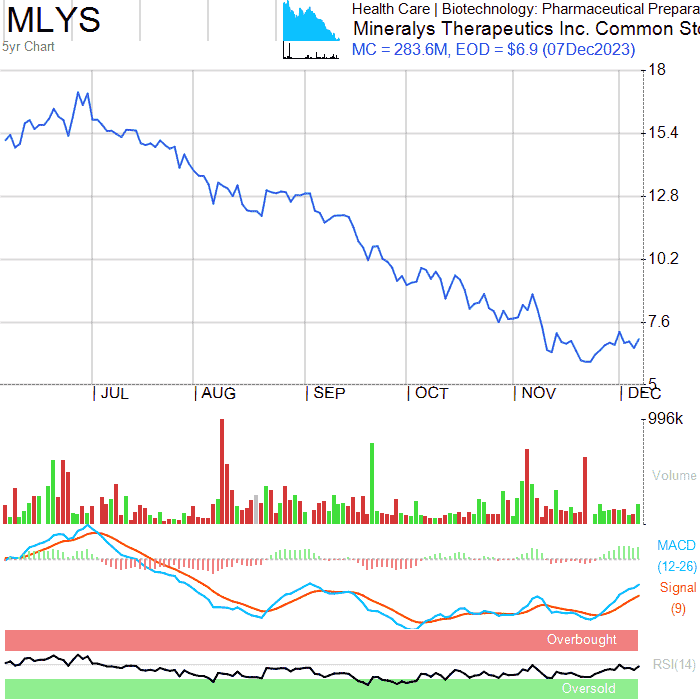 MLYS
5yr Chart
Health Care | Biotechnology: Pharmaceutical Prepara
Mineralys Therapeutics Inc. Common Sto
MC = 283.6M, EOD = $6.9 (07Dec2023)
18
15.4
12.8
10.2
7.6
5
| JUL | AUG | SEP | OCT | NOV | DEC
996k
Volume
MACD
(12-26)
Signal
(9)
Overbought
RSI(14)
Oversold